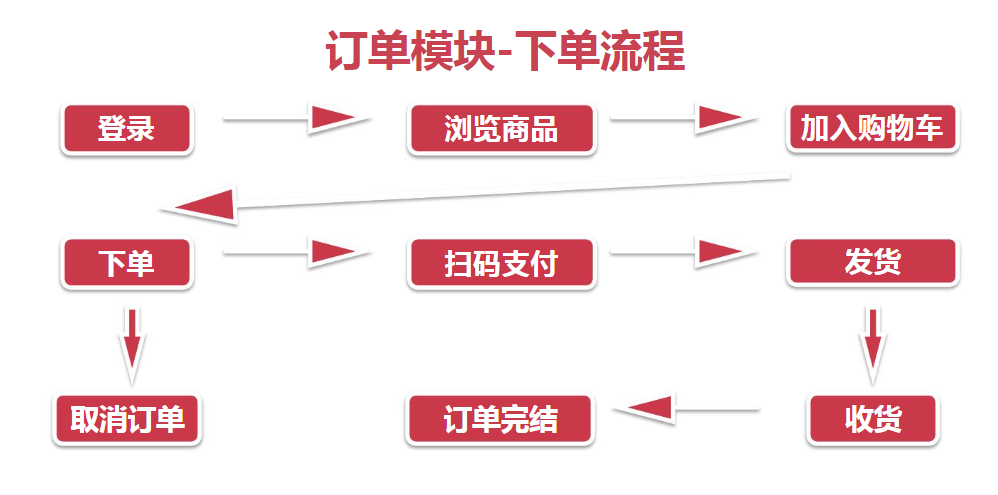 订单模块-下单流程
登录
浏览商品
加入购物车
下单
扫码支付
发货
取消订单
订单完结
收货